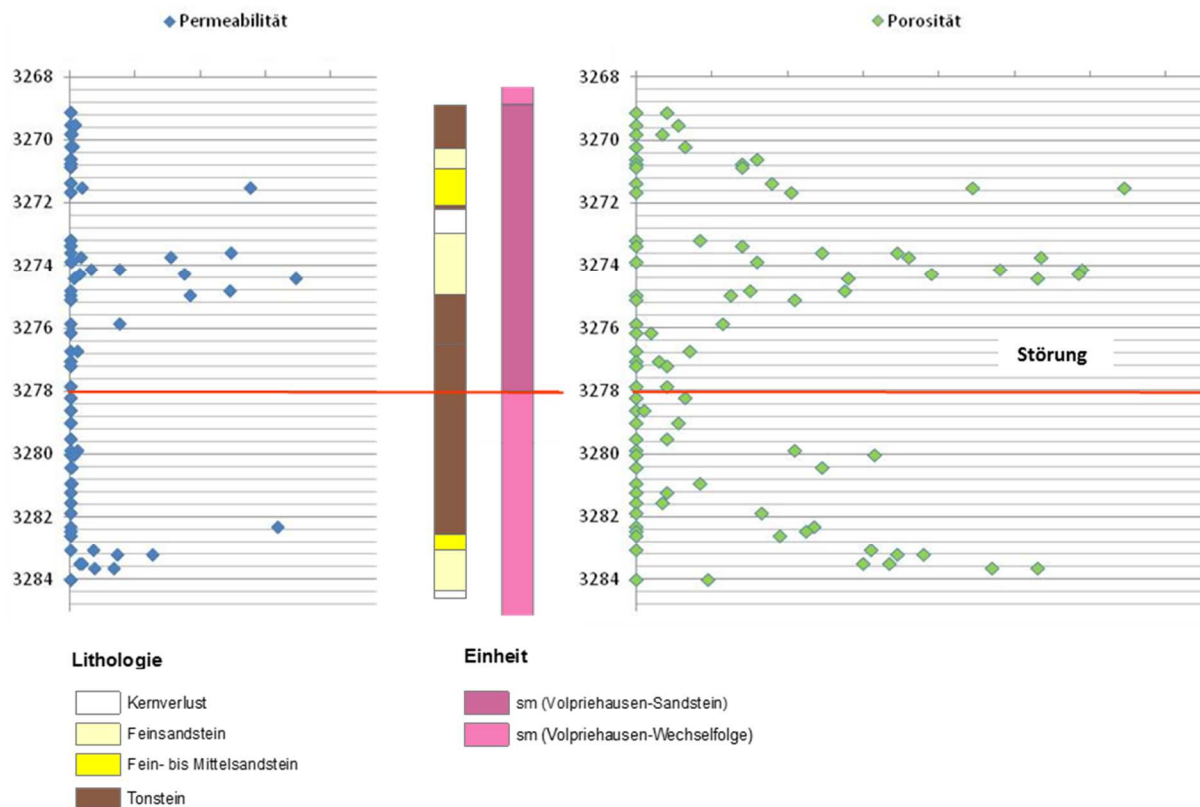 Permeabilität
Porosität
3268
3270
3272
3274
3276
3278
3280
3282
3284
3268
3270
3272
3274
3276
3278
3280
3282
3284
Störung
Lithologie
Kernverlust
Feinsandstein
Fein- bis Mittelsandstein
Tonstein
Einheit
sm (Volpriehausen-Sandstein)
sm (Volpriehausen-Wechselfolge)